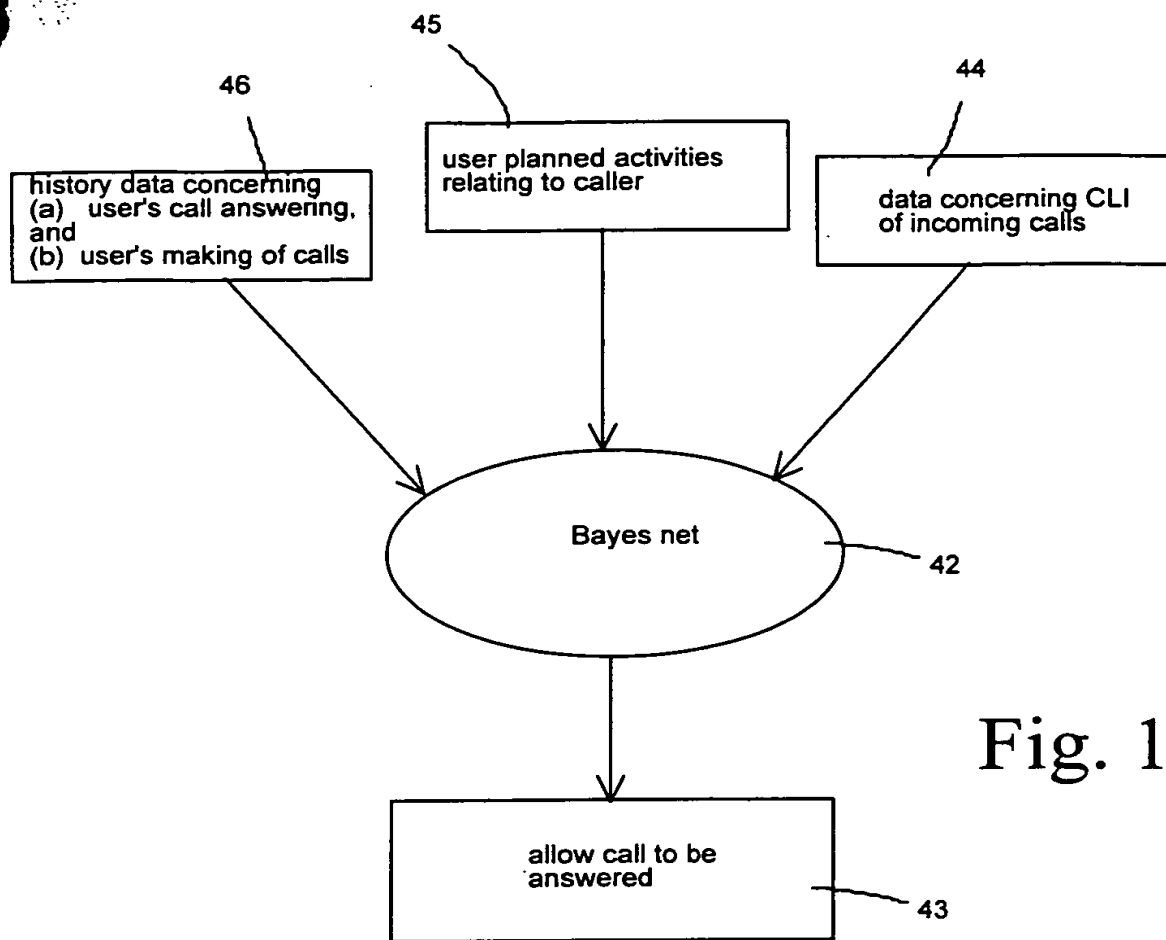 45
46
44
history data concerning
(a) user's call answering,
and
(b) user's making of calls
user planned activities
relating to caller
data concerning CLI
of incoming calls
Bayes net
42
Fig. 1
allow call to be
answered
43